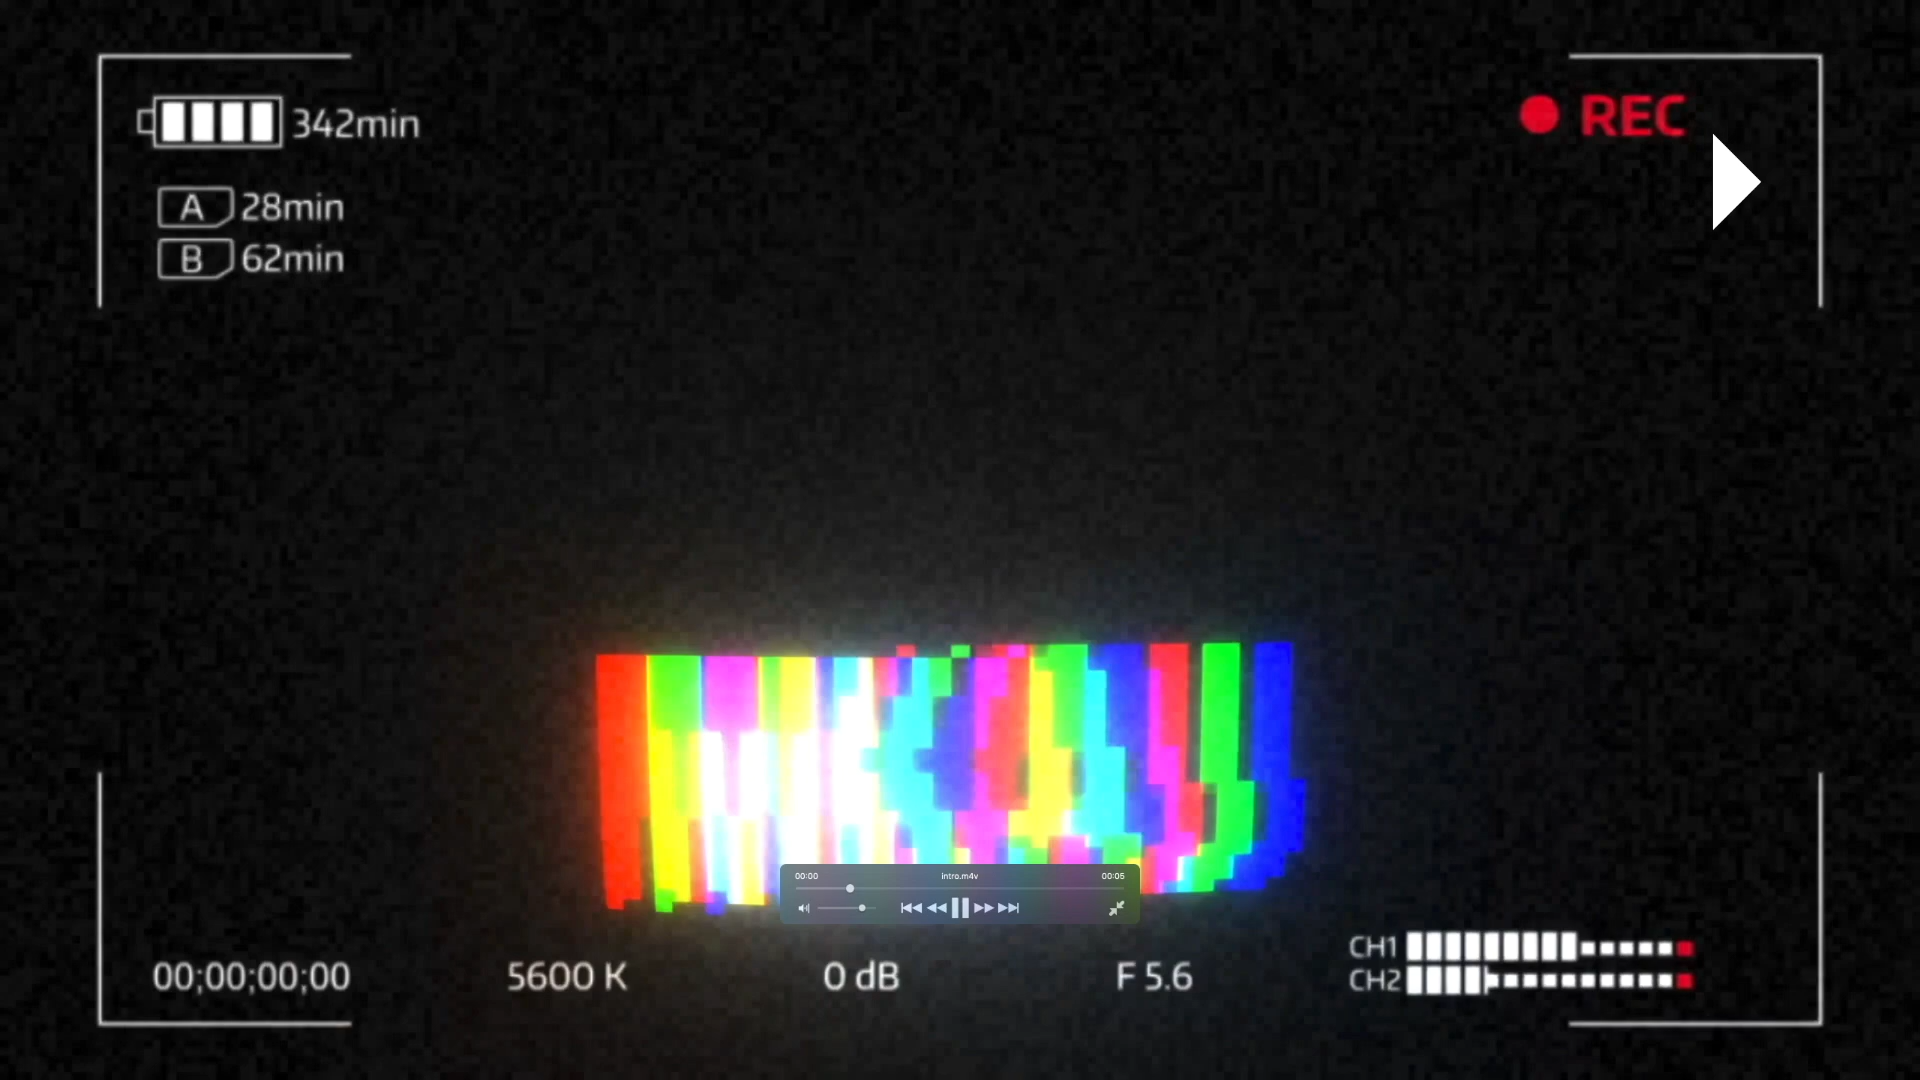 342min
REC
A 28min
B 62min
00:00 intro.m4v 00:05
CH1
00;00;00;00 5600 K 0 dB F 5.6 CH2